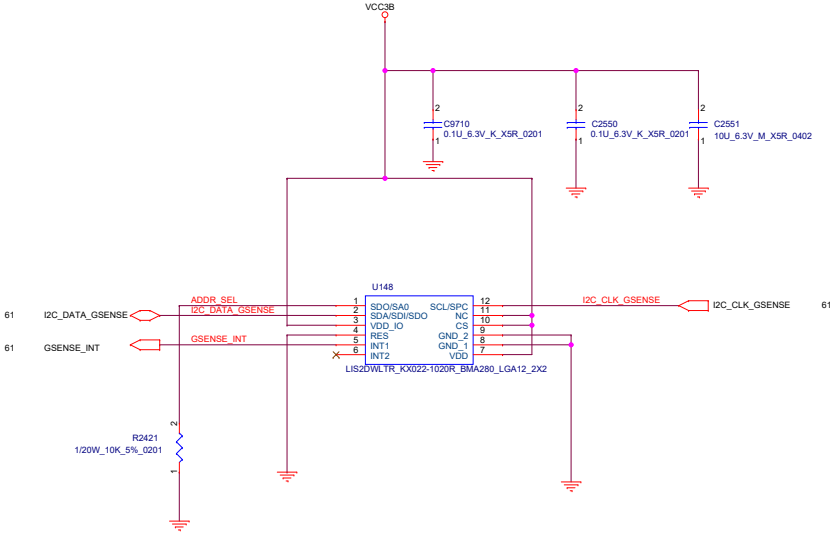 VCC3B
2
C9710
0.1U_6.3V_K_X5R_0201
1
2
C2550
0.1U_6.3V_K_X5R_0201
1
2
C2551
10U_6.3V_M_X5R_0402
1
U148
61 I2C_DATA_GSENSE
61 GSENSE_INT
ADDR_SEL
I2C_DATA_GSENSE
GSENSE_INT
1 SDO/SA0 SCL/SPC 12
2 SDA/SDI/SDO NC 11
3 VDD_IO CS 10
4 RES GND_2 9
5 INT1 GND_1 8
6 INT2 VDD 7
I2C_CLK_GSENSE
I2C_CLK_GSENSE 61
LIS2DWLTR_KX022-1020R_BMA280_LGA12_2X2
2
R2421
1/20W_10K_5%_0201
1